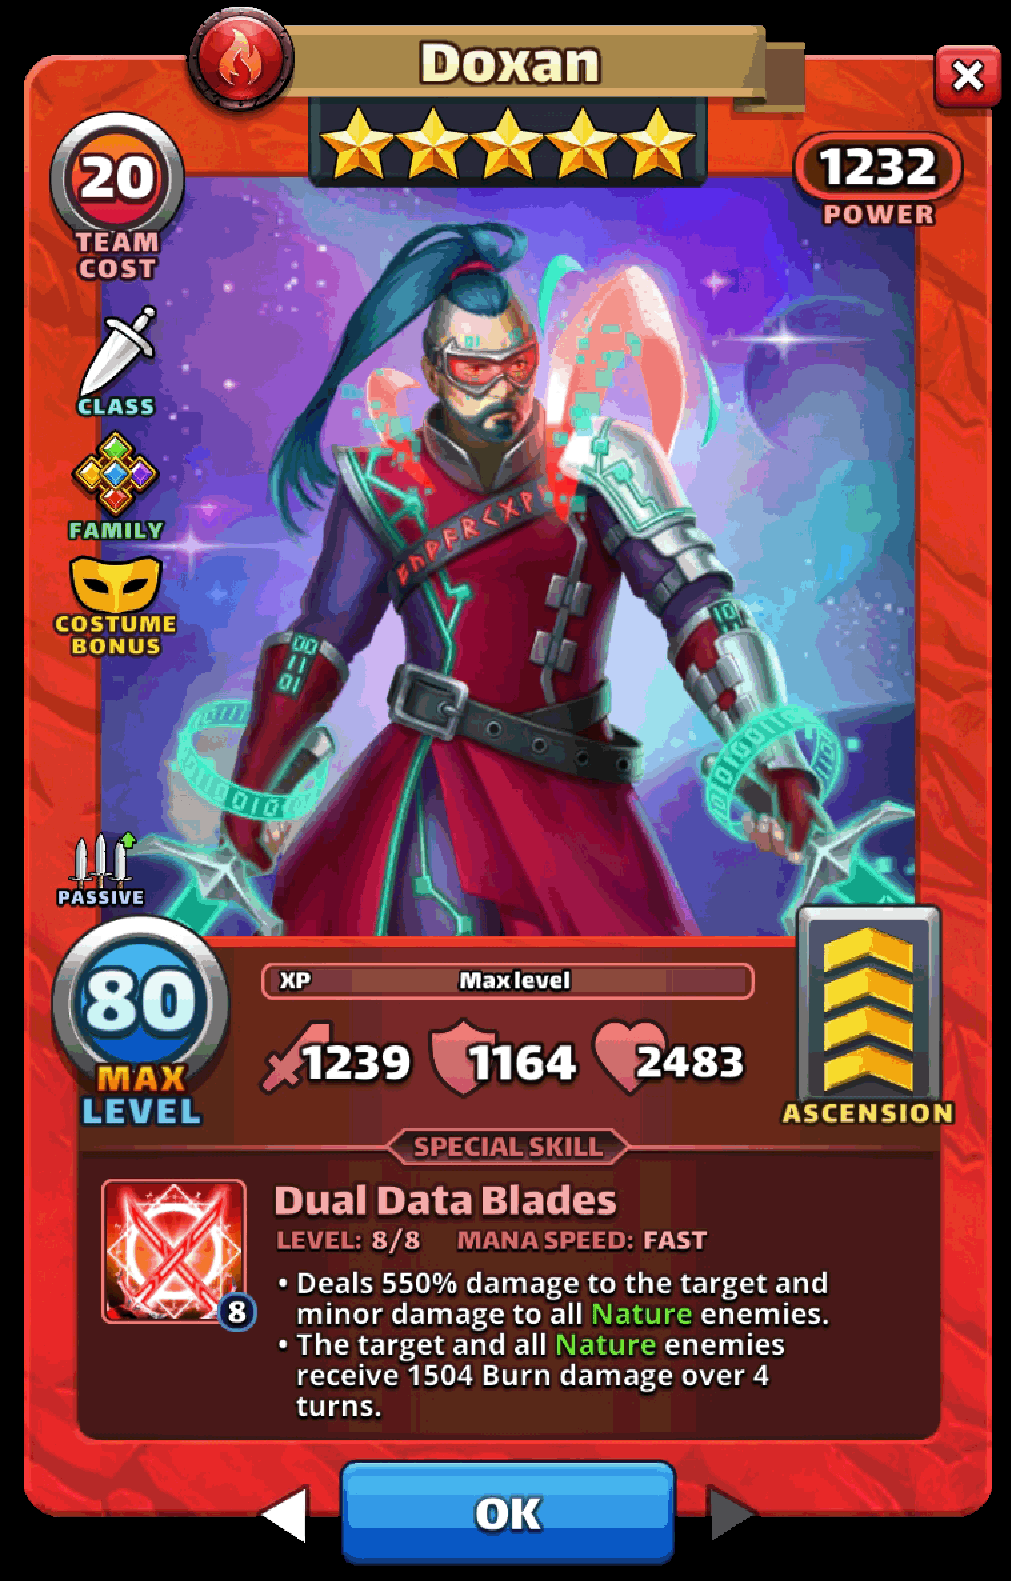 Doxan
20
TEAM
COST
1232
POWER
CLASS
FAMILY
COSTUME
BONUS
00
11
01
PASSIVE
80
MAX
LEVEL
XP Max level
1239 1164 2483
ASCENSION
SPECIAL SKILL
Dual Data Blades
LEVEL: 8/8 MANA SPEED: FAST
8
• Deals 550% damage to the target and
minor damage to all Nature enemies.
• The target and all Nature enemies
receive 1504 Burn damage over 4
turns.
OK